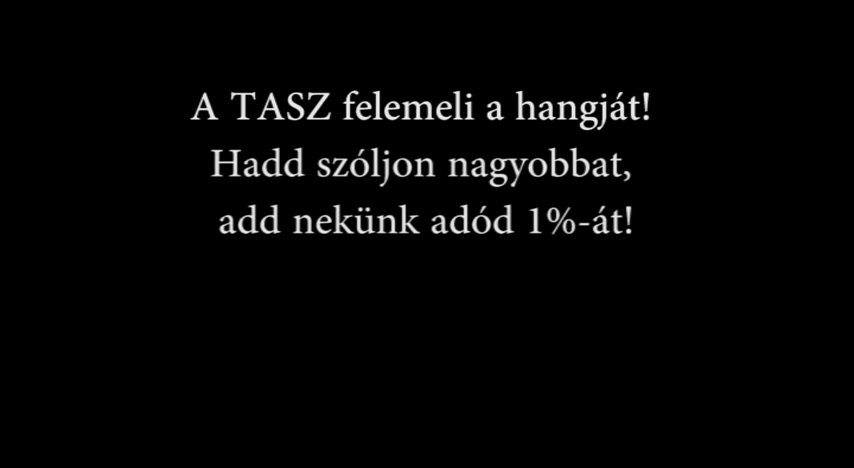 A TASZ felemeli a hangját!
Hadd szóljon nagyobbat,
add nekünk adód 1%-át!